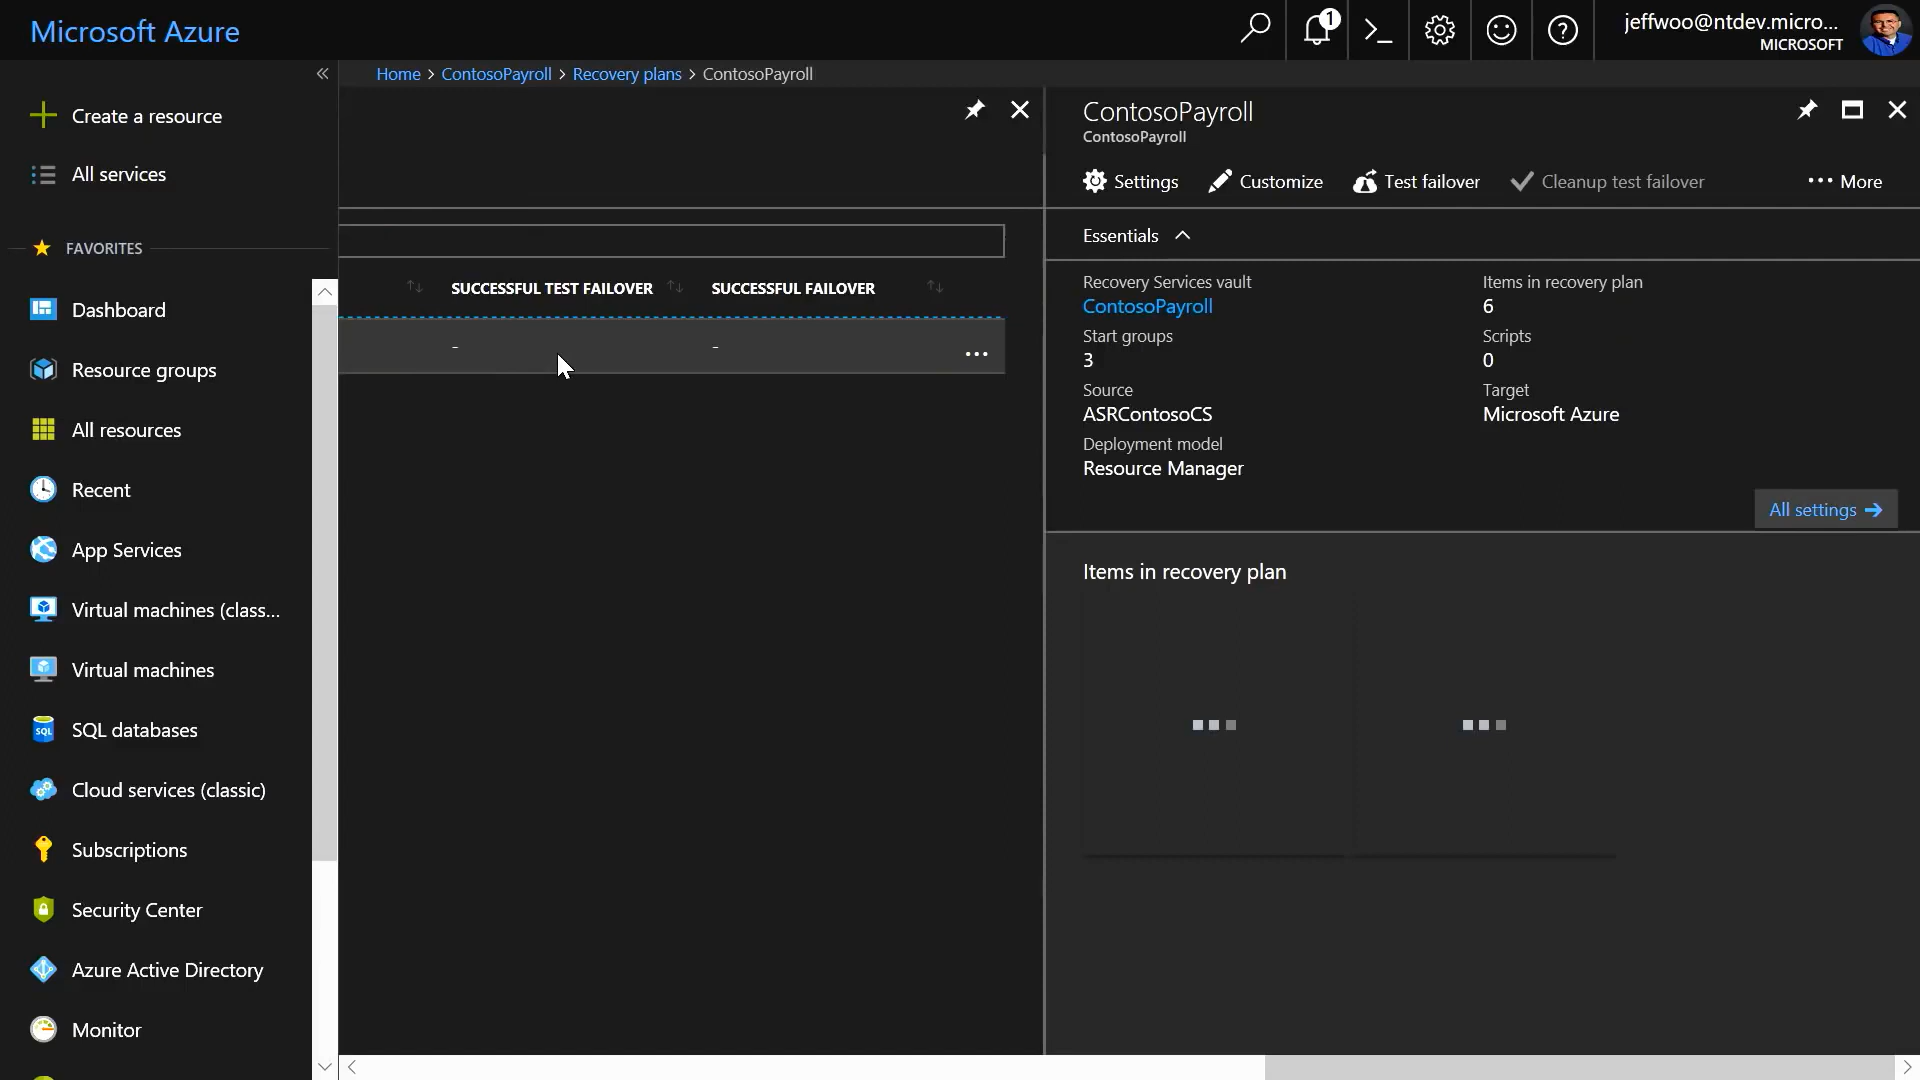 Microsoft Azure
1
jeffwoo@ntdev.micro...
MICROSOFT
Home > ContosoPayroll > Recovery plans > ContosoPayroll
Create a resource
All services
FAVORITES
Dashboard
Resource groups
All resources
Recent
App Services
Virtual machines (class...
Virtual machines
SQL databases
Cloud services (classic)
Subscriptions
Security Center
Azure Active Directory
Monitor
SUCCESSFUL TEST FAILOVER
SUCCESSFUL FAILOVER
- -
ContosoPayroll
ContosoPayroll
Settings Customize Test failover Cleanup test failover More
Essentials
Recovery Services vault
ContosoPayroll
Start groups
3
Source
ASRContosoCS
Deployment model
Resource Manager
Items in recovery plan
6
Scripts
0
Target
Microsoft Azure
All settings
Items in recovery plan